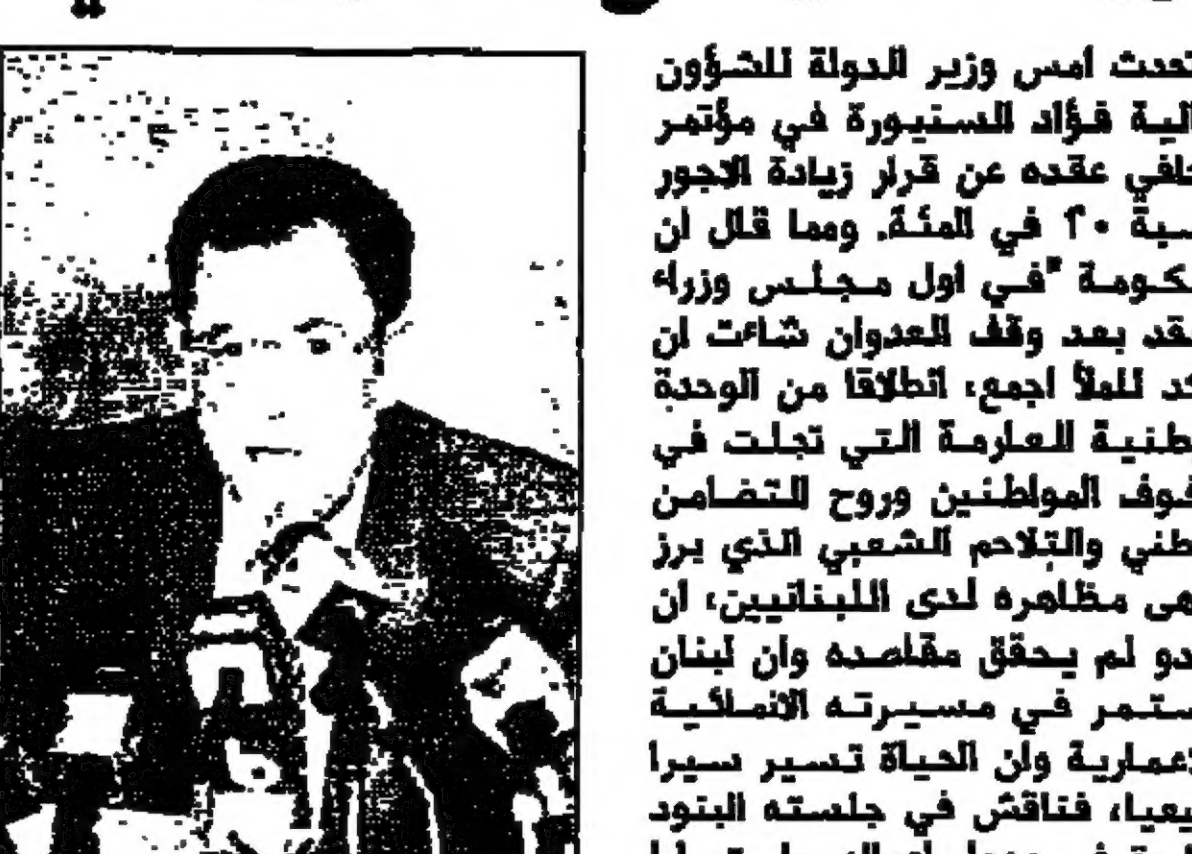 تحدث امس وزير الدولة للشؤون
الية فؤاد السنيورة في مؤتمر
حافي عقده عن قرار زيادة الاجور
سبة ٢٠ في المئة. ومما قال ان
حكومة "في اول مجلس وزراء
عقد بعد وقف العدوان شاءت ان
كد للملأ اجمع، انطلاقا من الوحدة
طنية العارمة التي تجلت في
فوف المواطنين وروح التضامن
طني والتلاحم الشعبي الذي برز
هى مظاهره لدى اللبنانيين، ان
دو لم يحقق مقاصده وان لبنان
ستمر في مسيرته الانمائية
عمارية وان الحياة تسير سيرا
يعيا، فناقش في جلسته البنود